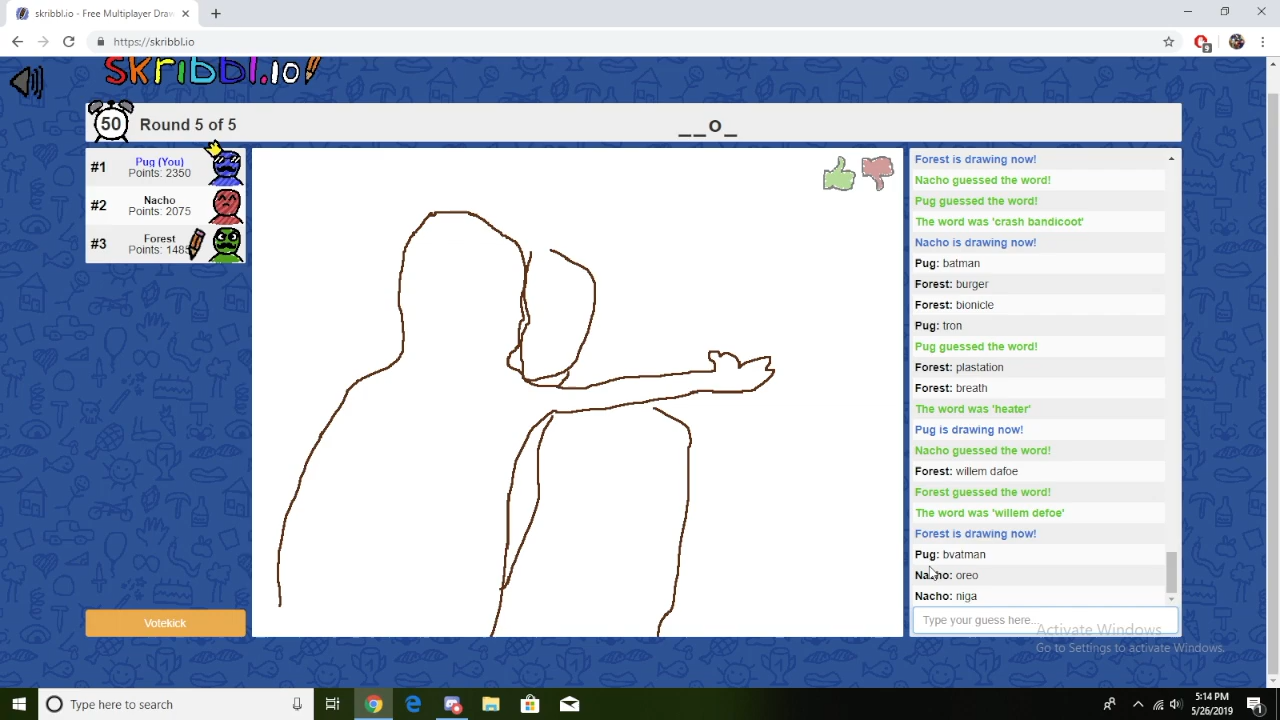 skribbl.io - Free Multiplayer Draw
https://skribbl.io
9
skribbl.io
50
Round 5 of 5
__o_
#1
Pug (You)
Points: 2350
#2
Nacho
Points: 2075
#3
Forest
Points: 1485
Votekick
Forest is drawing now!
Nacho guessed the word!
Pug guessed the word!
The word was 'crash bandicoot'
Nacho is drawing now!
Pug: batman
Forest: burger
Forest: bionicle
Pug: tron
Pug guessed the word!
Forest: plastation
Forest: breath
The word was 'heater'
Pug is drawing now!
Nacho guessed the word!
Forest: willem dafoe
Forest guessed the word!
The word was 'willem defoe'
Forest is drawing now!
Pug: bvatman
Nacho: oreo
Nacho: niga
Type your guess here...
Activate Windows
Go to Settings to activate Windows.
Type here to search
5:14 PM
5/26/2019
1